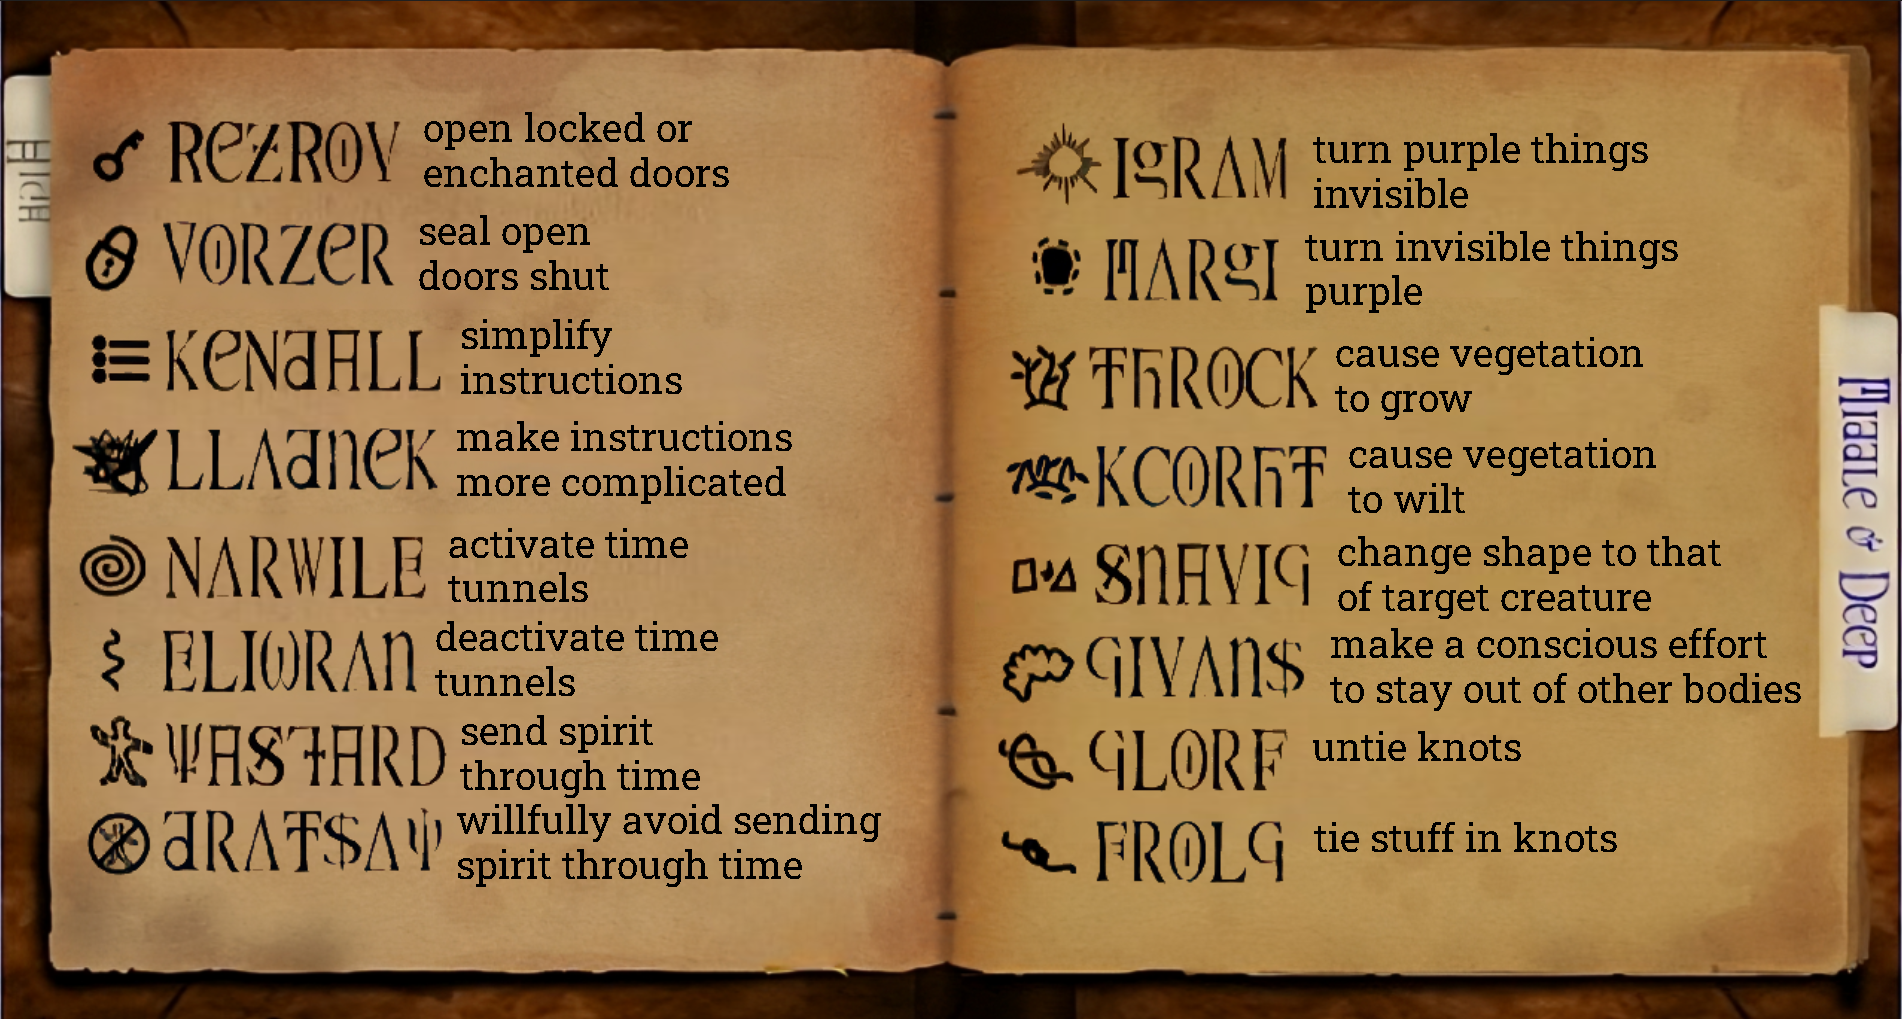 REZROV
open locked or
enchanted doors
VORZER
seal open
doors shut
KENDALL
simplify
instructions
LLADNEK
make instructions
more complicated
NARWILE
activate time
tunnels
ELIWRAN
deactivate time
tunnels
YASTARD
send spirit
through time
DRATSAY
willfully avoid sending
spirit through time
IGRAM
turn purple things
invisible
MARGI
turn invisible things
purple
THROCK
cause vegetation
to grow
KCORHT
cause vegetation
to wilt
SNAVIG
change shape to that
of target creature
GIVANS
make a conscious effort
to stay out of other bodies
GLORF
untie knots
FROLG
tie stuff in knots
Middle & Deep